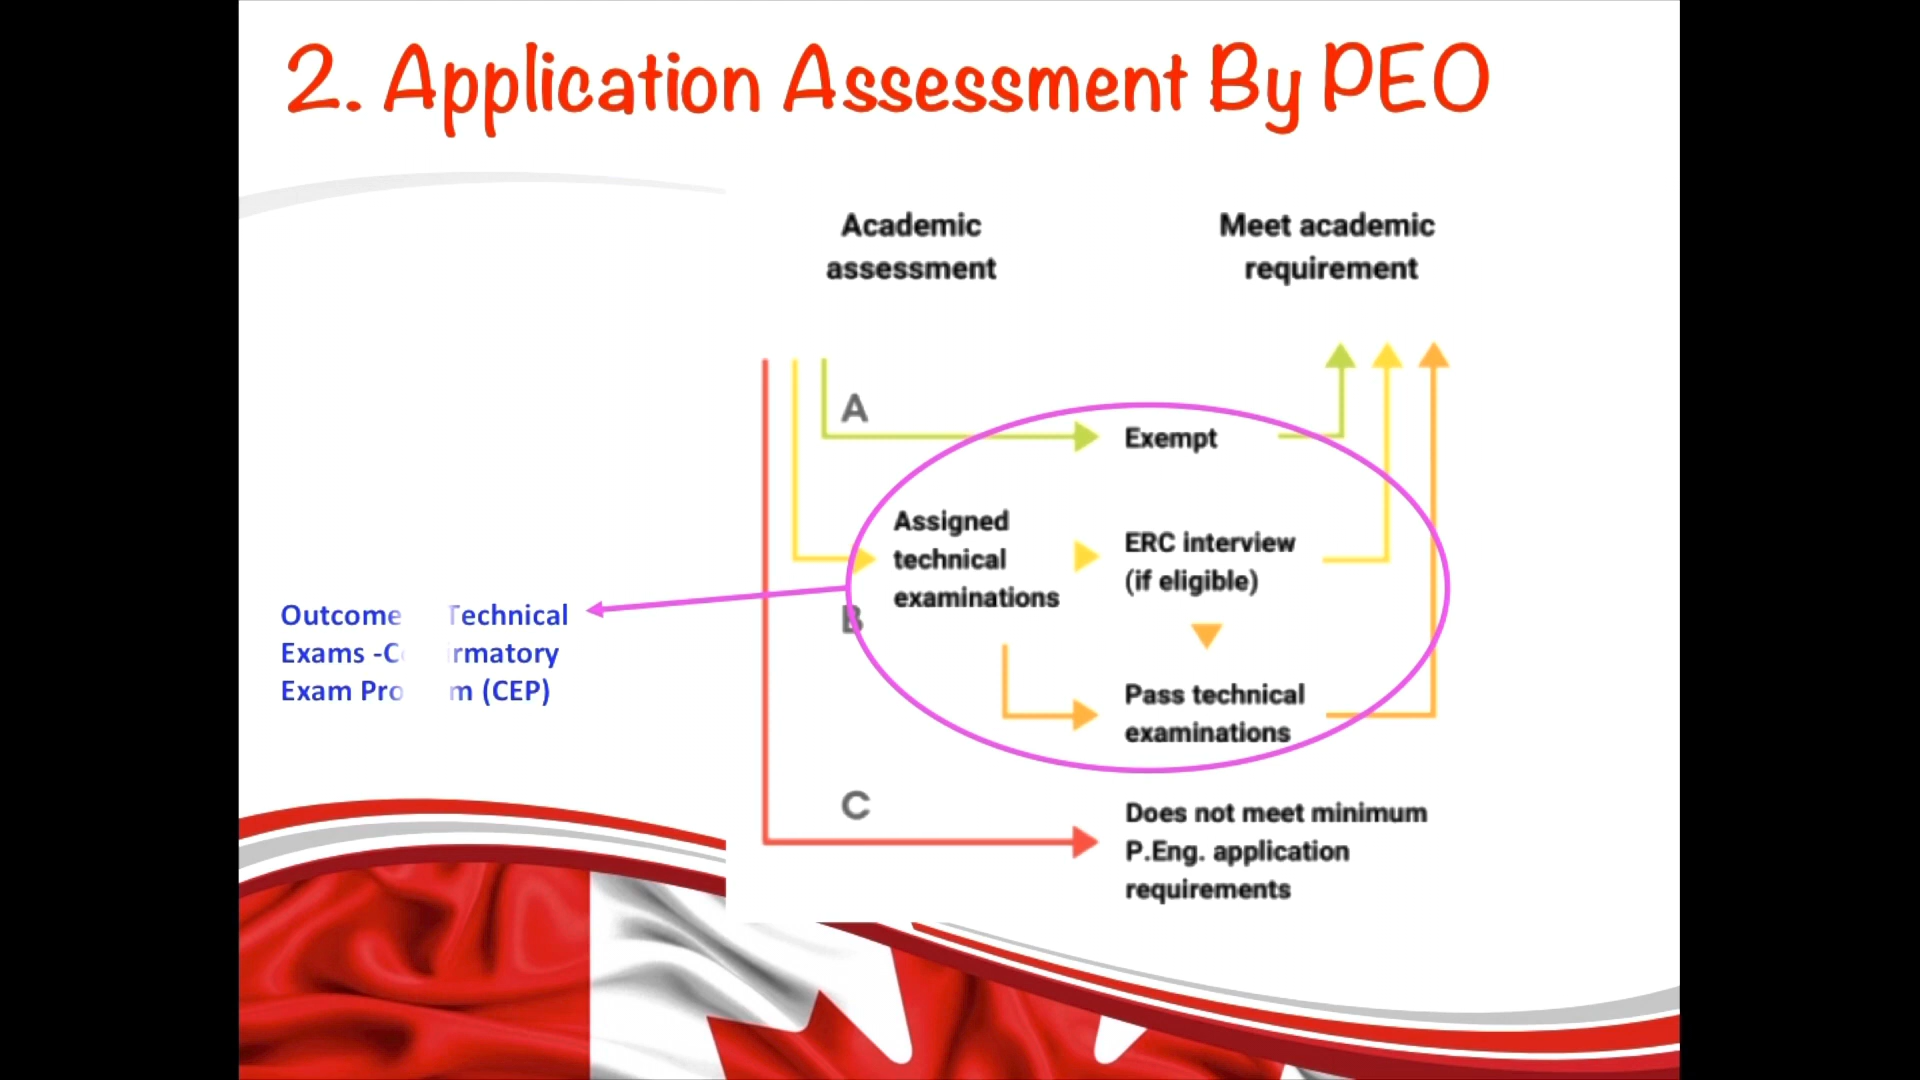 2. Application Assessment By PEO
Academic
assessment
Meet academic
requirement
A
Exempt
Assigned
technical
examinations
ERC interview
(if eligible)
B
Pass technical
examinations
C
Does not meet minimum
P.Eng. application
requirements
Outcome Technical
Exams
Exam (CEP)